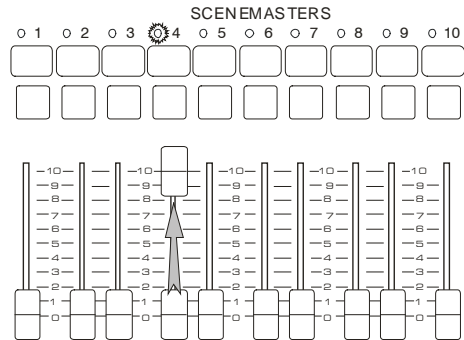 SCENEMASTERS
1 2 3 4 5 6 7 8 9 10
10 10 10 10 10
9 9 9 9 9
8 8 8 8 8
7 7 7 7 7
6 6 6 6 6
5 5 5 5 5
4 4 4 4 4
3 3 3 3 3
2 2 2 2 2
1 1 1 1 1
0 0 0 0 0